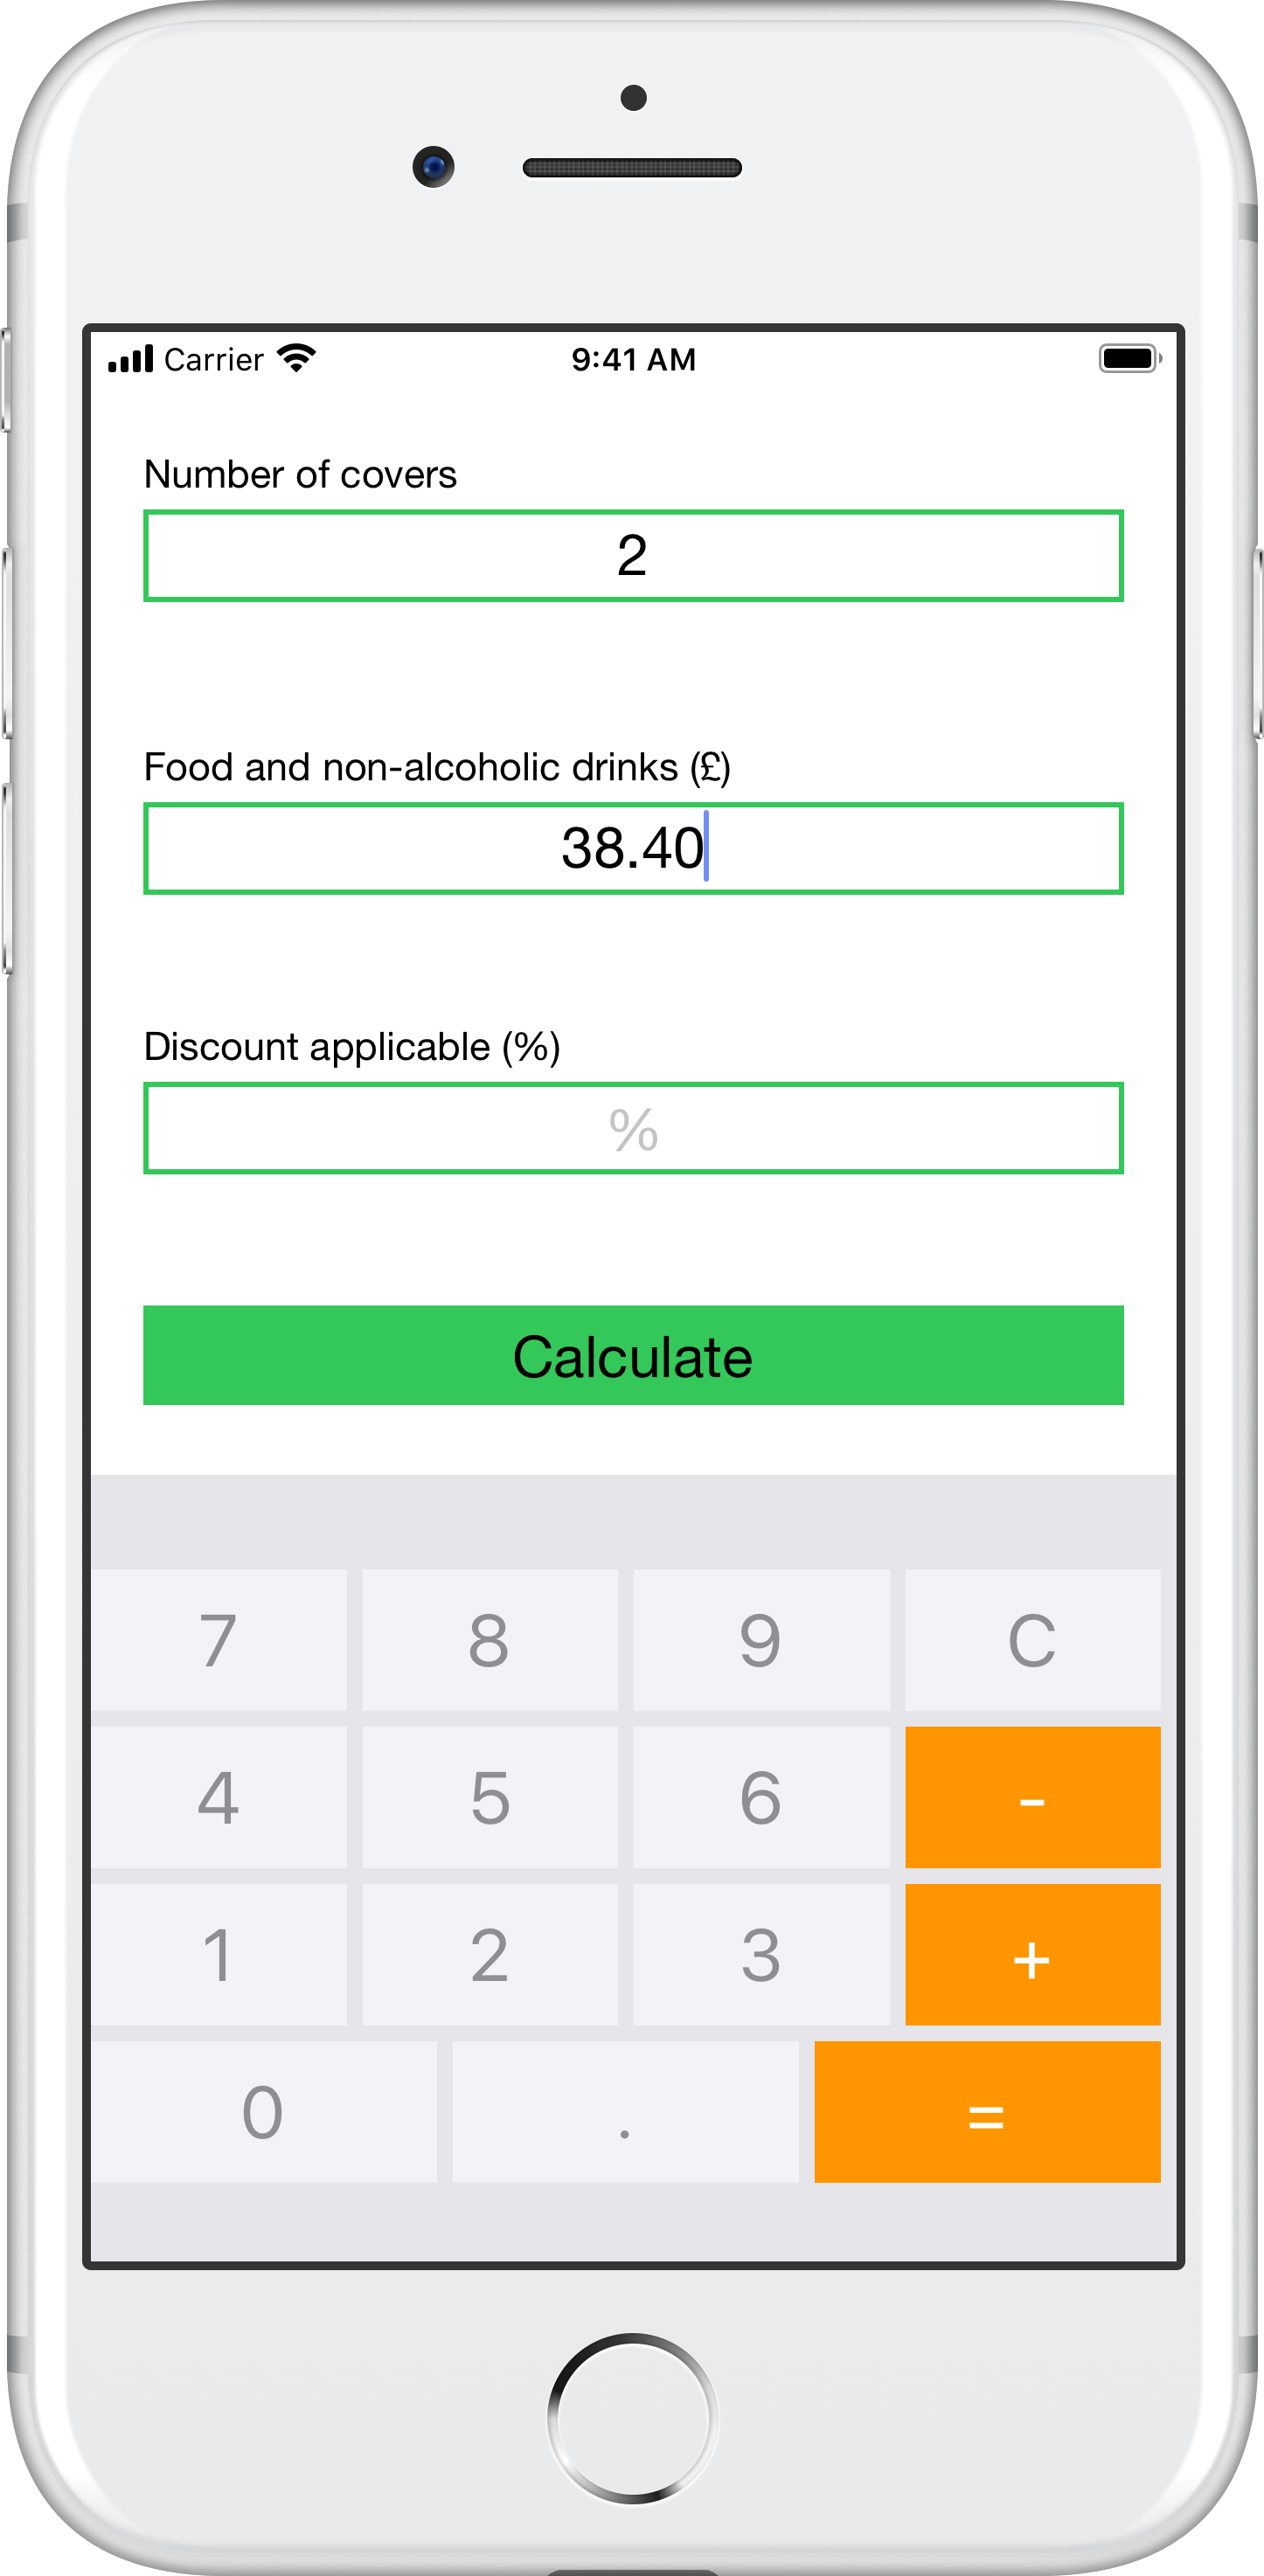 Carrier 9:41 AM
Number of covers
2
Food and non-alcoholic drinks (£)
38.40
Discount applicable (%)
%
Calculate
7 8 9 C
4 5 6 -
1 2 3 +
0 . =